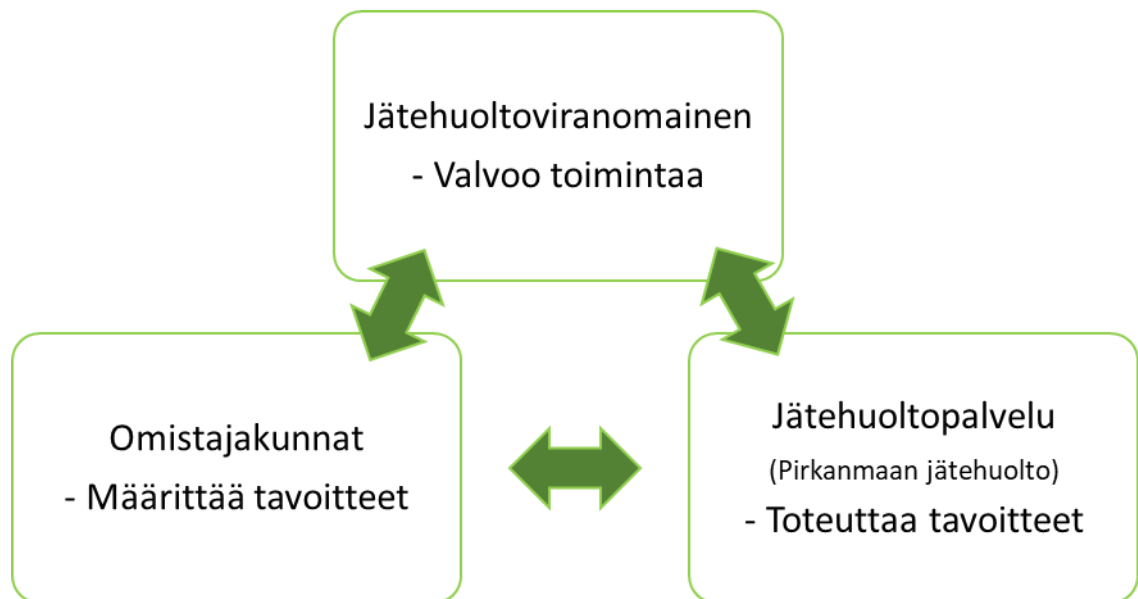 Jätehuoltoviranomainen
- Valvoo toimintaa
Omistajakunnat
- Määrittää tavoitteet
Jätehuoltopalvelu
(Pirkanmaan jätehuolto)
- Toteuttaa tavoitteet